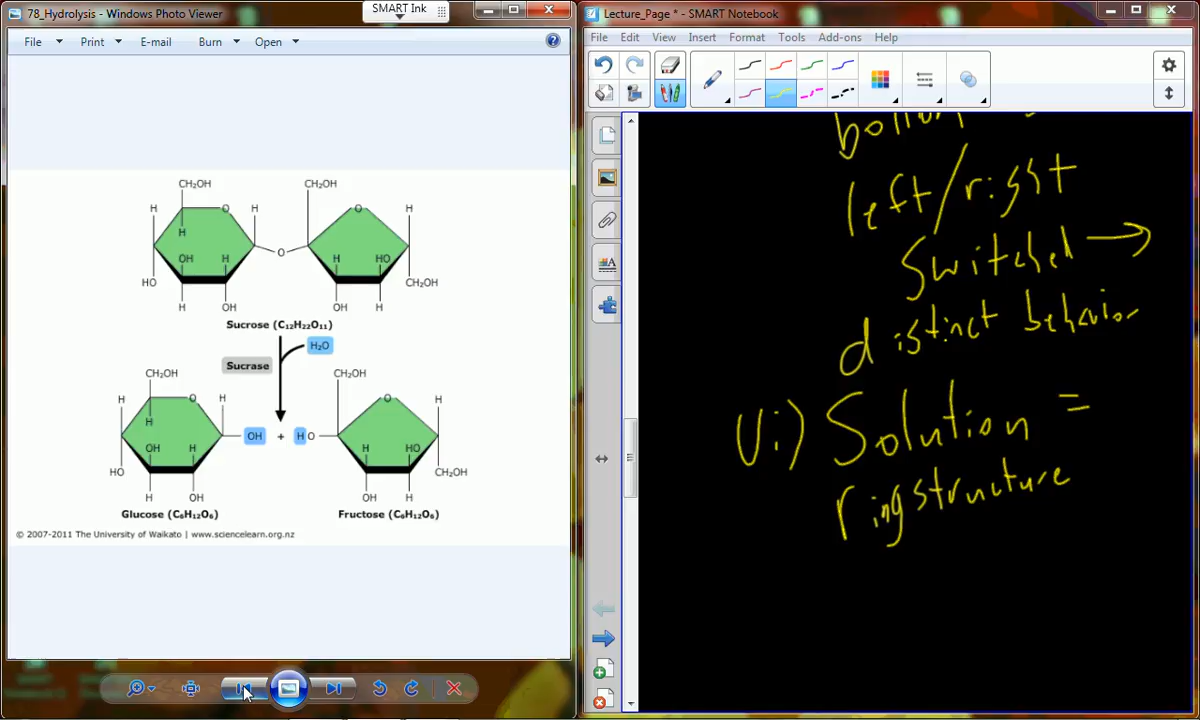 78_Hydrolysis - Windows Photo Viewer
File Print E-mail Burn Open
CH₂OH CH₂OH
H O H O H
H
OH H O H HO
HO CH₂OH
H OH OH H
Sucrose (C₁₂H₂₂O₁₁)
H₂O
Sucrase
CH₂OH CH₂OH
H O H O H
H
OH + H O
OH H H HO
HO CH₂OH
H OH OH H
Glucose (C₆H₁₂O₆) Fructose (C₆H₁₂O₆)
© 2007-2011 The University of Waikato | www.sciencelearn.org.nz
SMART Ink
Lecture_Page * - SMART Notebook
File Edit View Insert Format Tools Add-ons Help
bottom
left/right
Switched →
distinct behavior
Vi) Solution =
ring structure